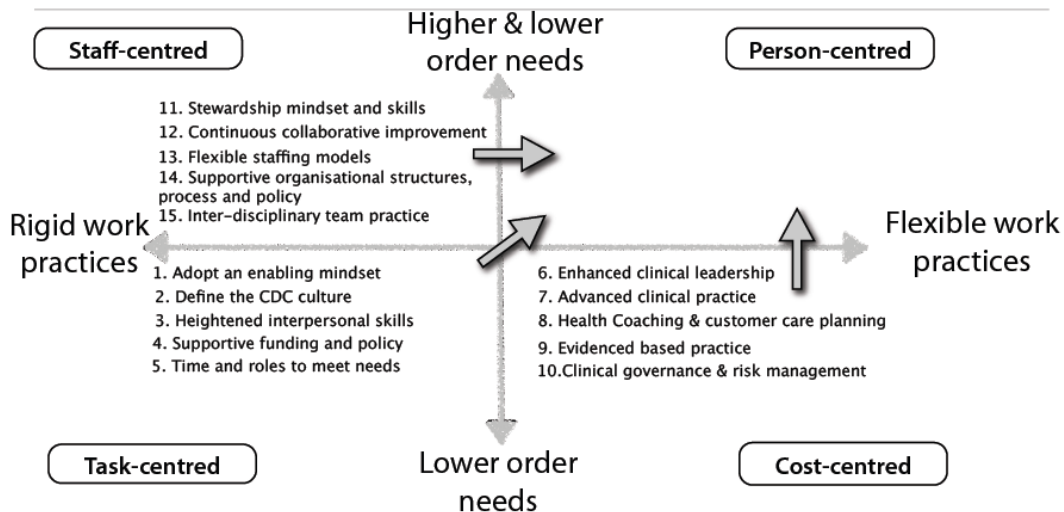 Staff-centred
Higher & lower
order needs
Person-centred
11. Stewardship mindset and skills
12. Continuous collaborative improvement
13. Flexible staffing models
14. Supportive organisational structures,
process and policy
15. Inter-disciplinary team practice
Rigid work
practices
Flexible work
practices
1. Adopt an enabling mindset
2. Define the CDC culture
3. Heightened interpersonal skills
4. Supportive funding and policy
5. Time and roles to meet needs
6. Enhanced clinical leadership
7. Advanced clinical practice
8. Health Coaching & customer care planning
9. Evidenced based practice
10.Clinical governance & risk management
Task-centred
Lower order
needs
Cost-centred